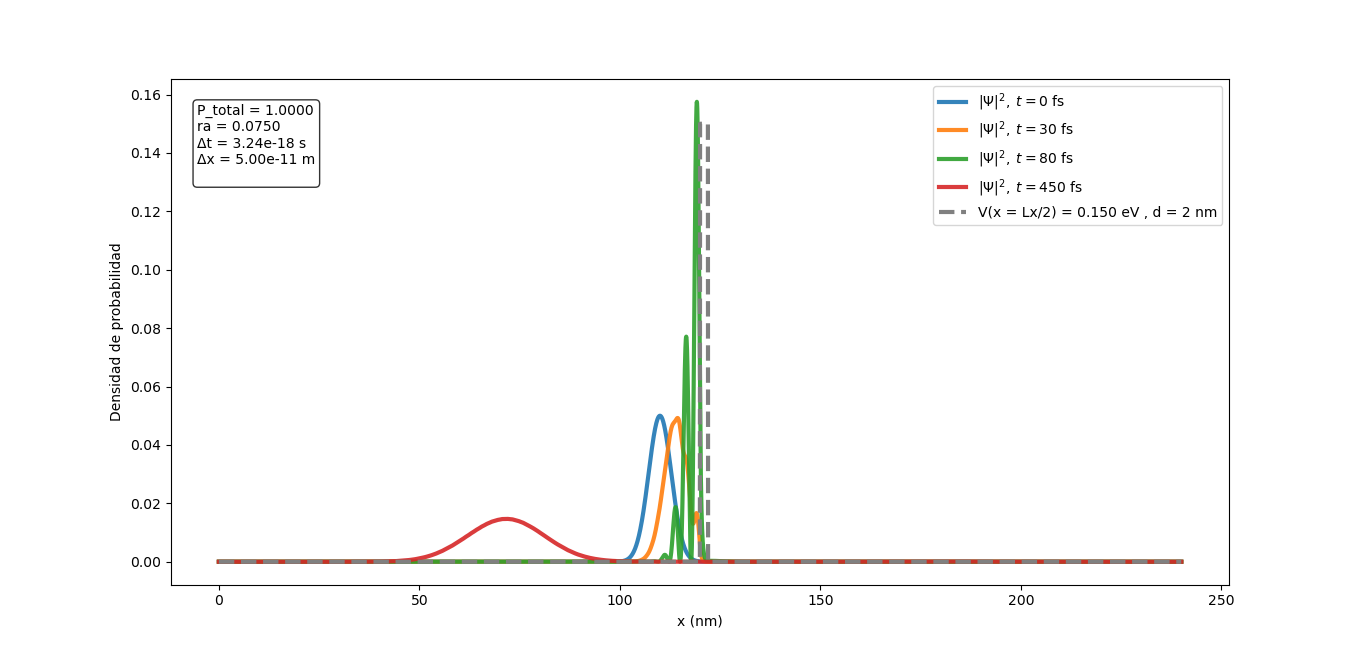 P_total = 1.0000
ra = 0.0750
Δt = 3.24e-18 s
Δx = 5.00e-11 m
|Ψ|², t = 0 fs
|Ψ|², t = 30 fs
|Ψ|², t = 80 fs
|Ψ|², t = 450 fs
V(x = Lx/2) = 0.150 eV , d = 2 nm
Densidad de probabilidad
0.16
0.14
0.12
0.10
0.08
0.06
0.04
0.02
0.00
0 50 100 150 200 250
x (nm)